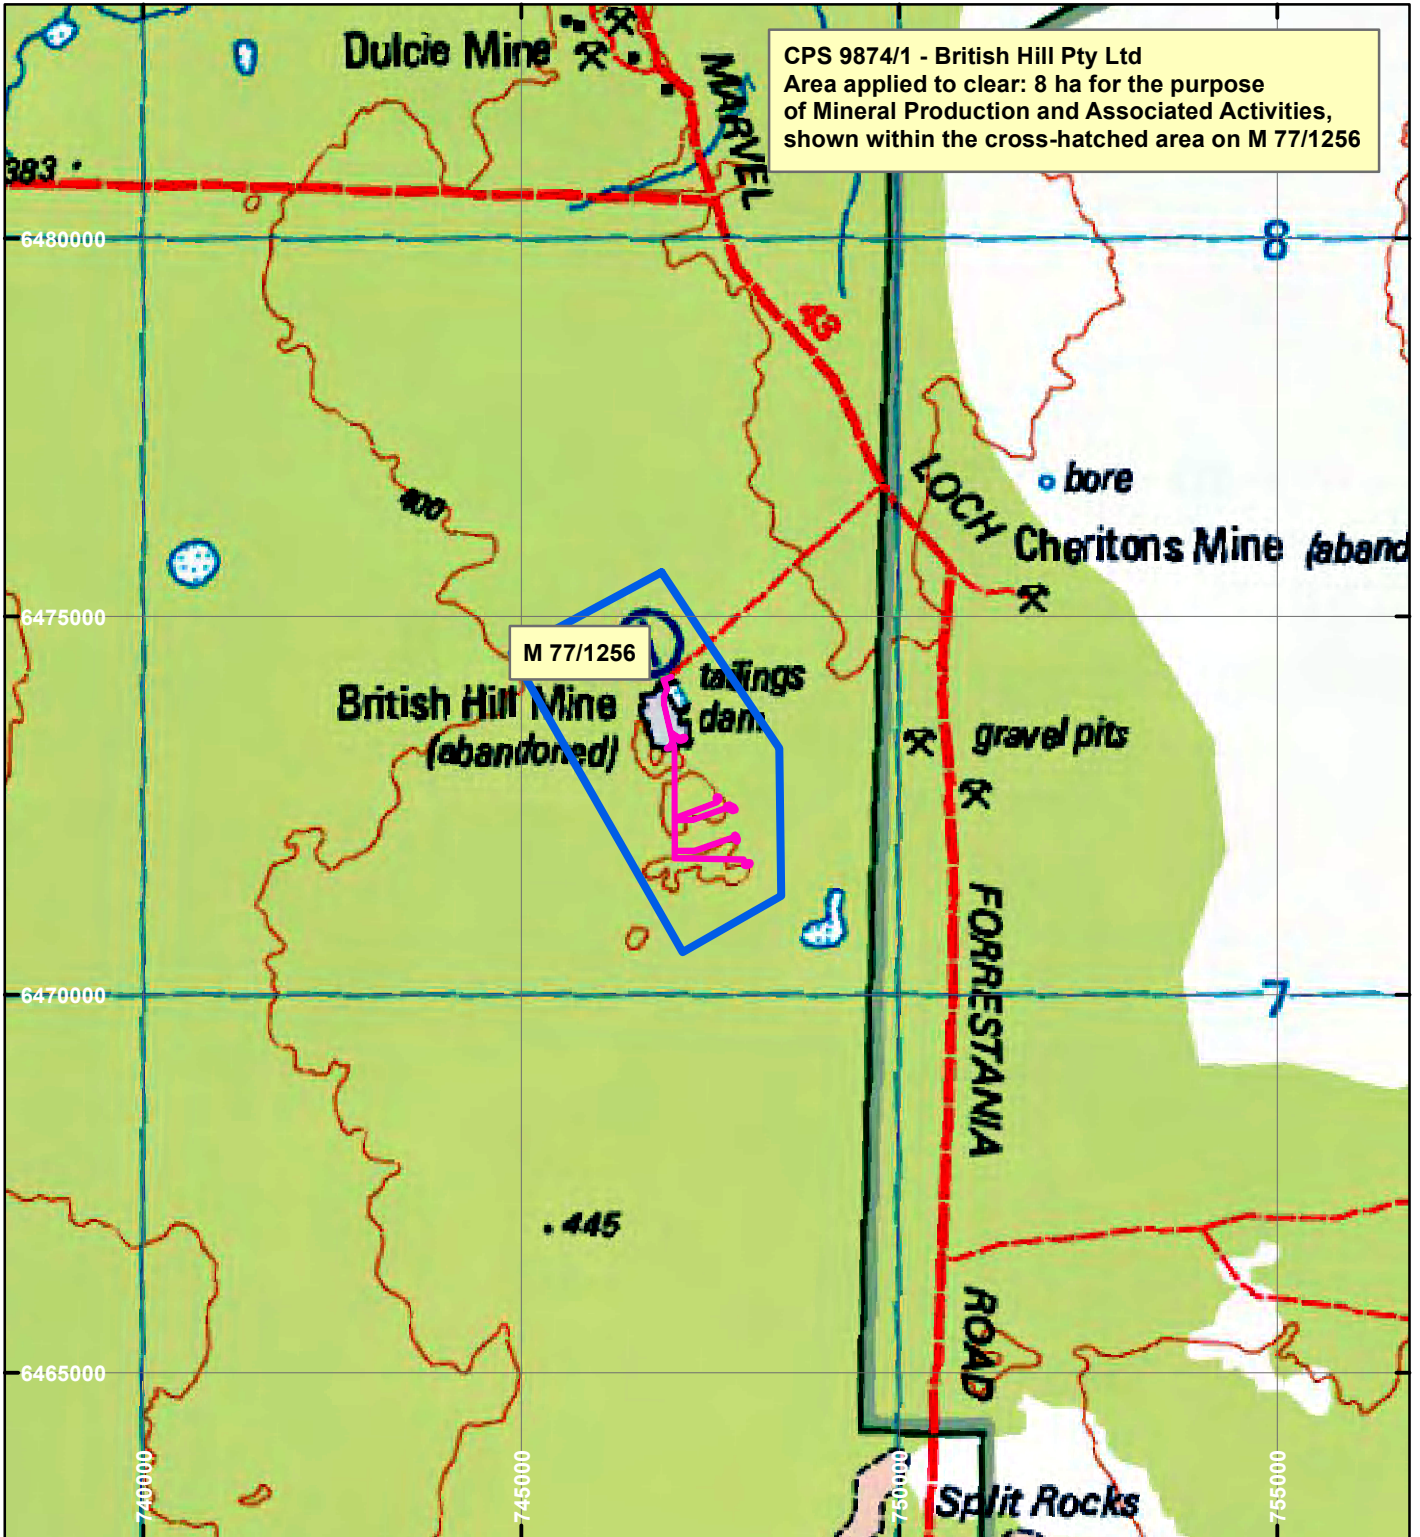 Dulcie Mine
CPS 9874/1 - British Hill Pty Ltd
Area applied to clear: 8 ha for the purpose
of Mineral Production and Associated Activities,
shown within the cross-hatched area on M 77/1256
MARVEL
383
6480000
8
43
LOCH
bore
400
Cheritons Mine (aband
6475000
M 77/1256
tailings
dam
British Hill Mine
(abandoned)
gravel pits
FORRESTANIA
6470000
7
445
ROAD
6465000
740000
745000
750000
755000
Split Rocks